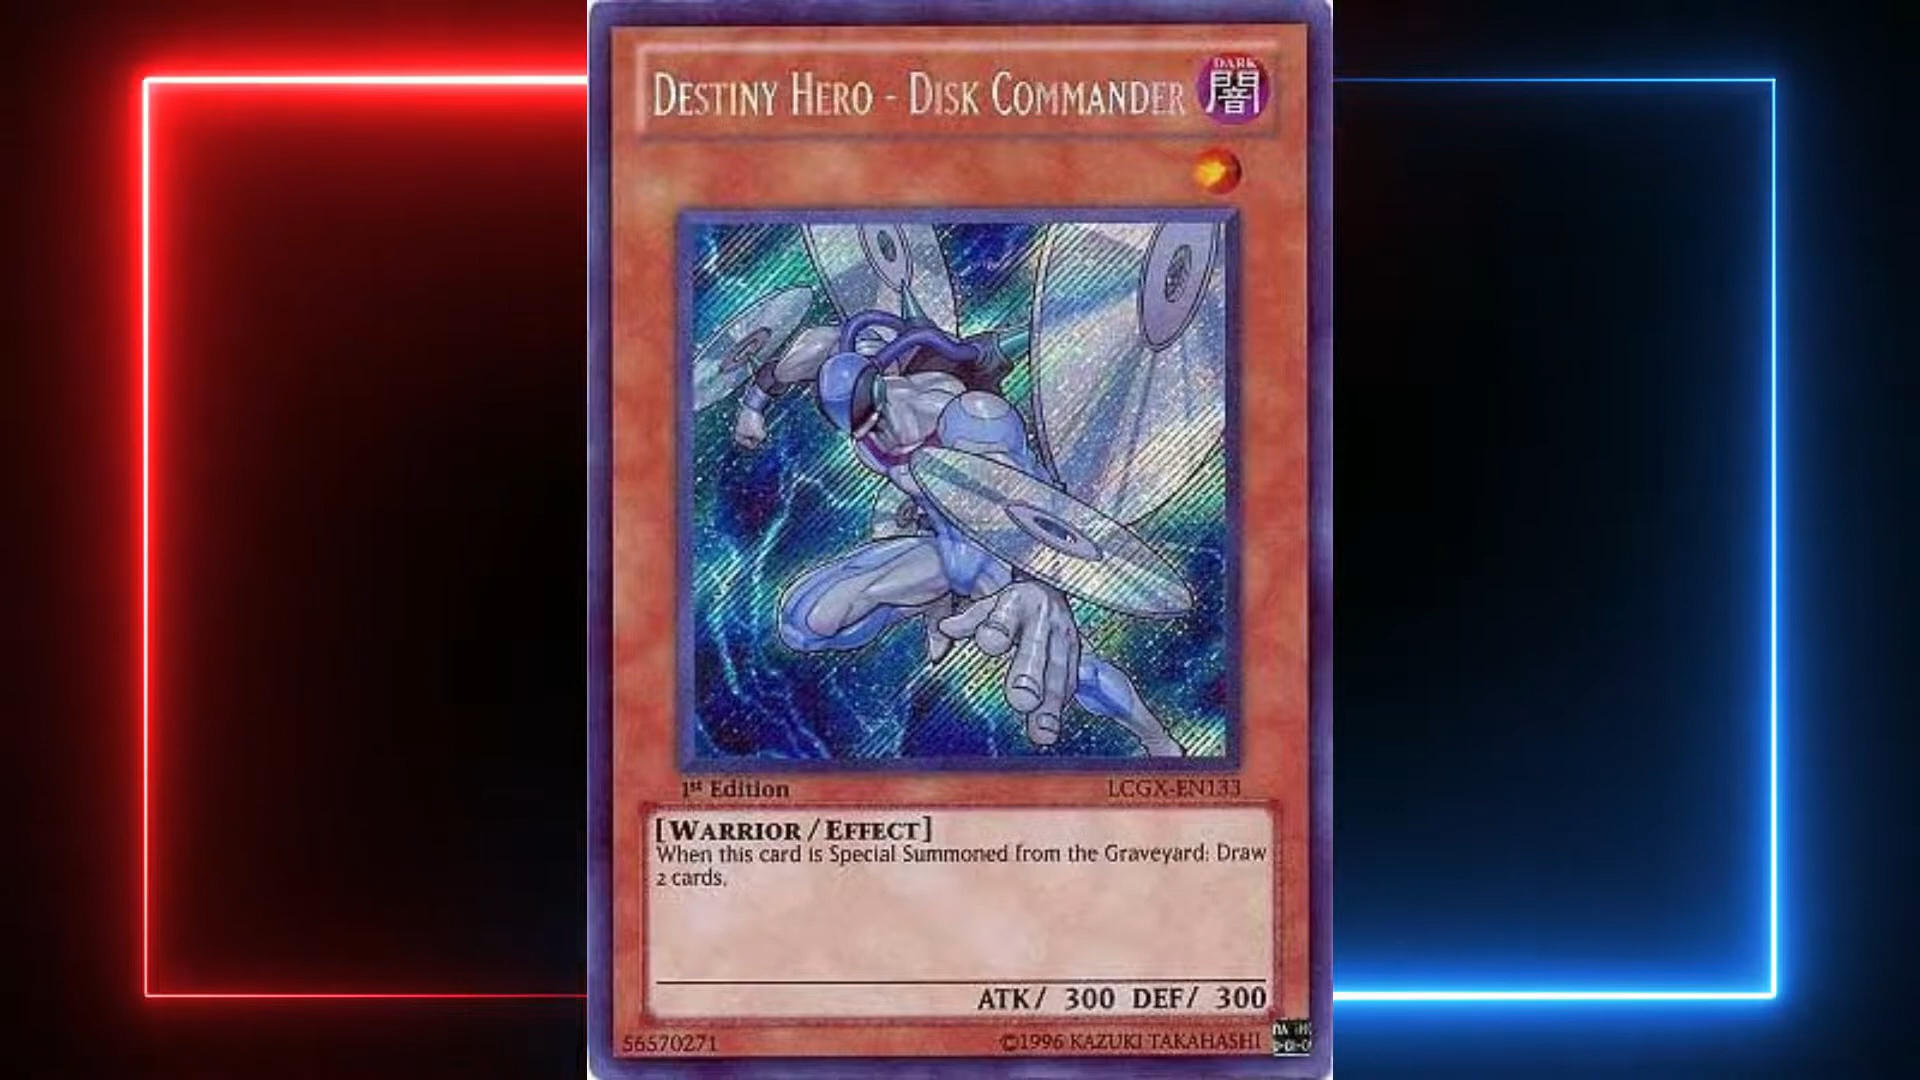 DESTINY HERO - DISK COMMANDER
DARK
闇
1st Edition
LCGX-EN133
[WARRIOR / EFFECT]
When this card is Special Summoned from the Graveyard: Draw
2 cards.
ATK/ 300 DEF/ 300
56570271
©1996 KAZUKI TAKAHASHI